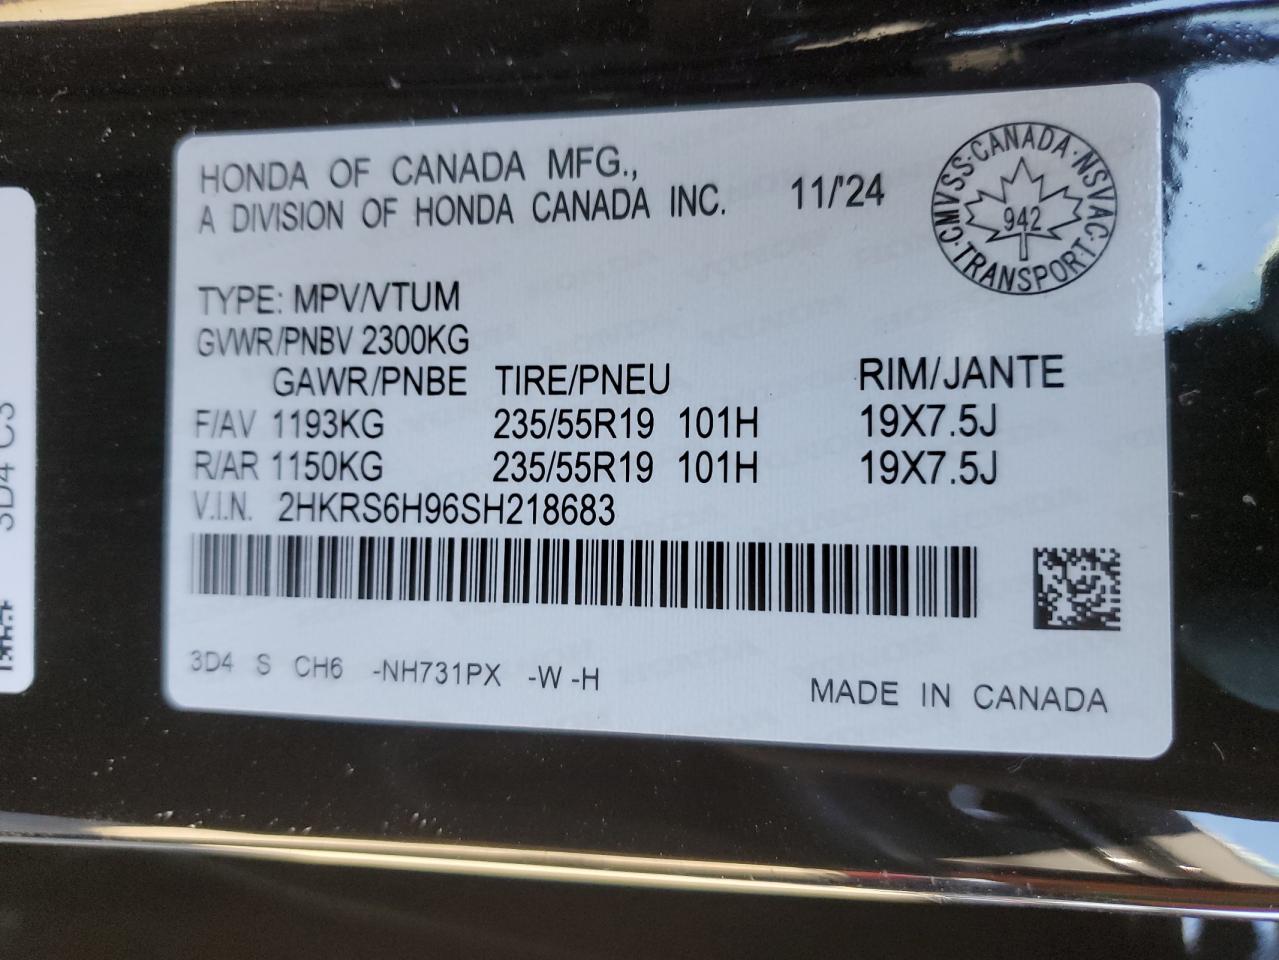 HONDA OF CANADA MFG.,
A DIVISION OF HONDA CANADA INC.
11/'24
CMVSS·CANADA·NSVAC·TRANSPORT·
942
TYPE: MPV/VTUM
GVWR/PNBV 2300KG
GAWR/PNBE TIRE/PNEU RIM/JANTE
F/AV 1193KG 235/55R19 101H 19X7.5J
R/AR 1150KG 235/55R19 101H 19X7.5J
V.I.N. 2HKRS6H96SH218683
3D4 S CH6 -NH731PX -W -H
MADE IN CANADA
3D4 C3